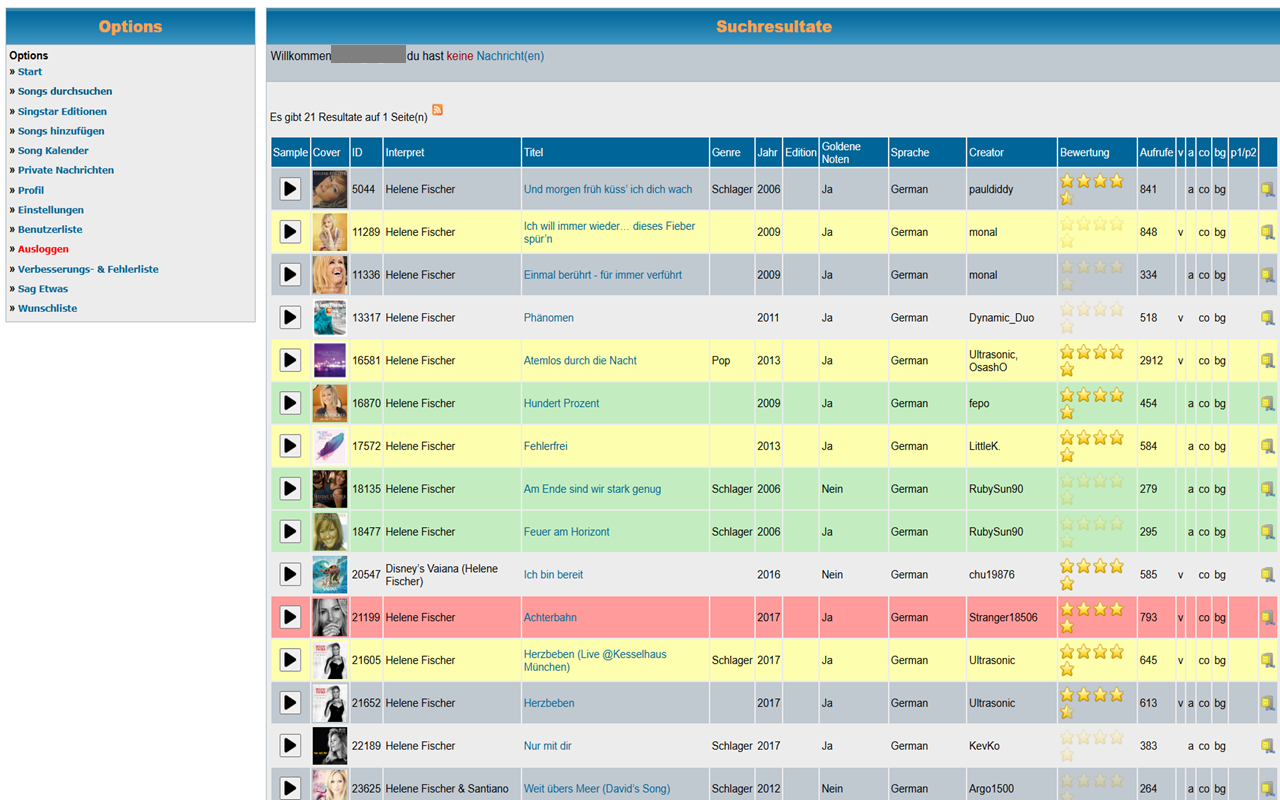 Options
Options
» Start
» Songs durchsuchen
» Singstar Editionen
» Songs hinzufügen
» Song Kalender
» Private Nachrichten
» Profil
» Einstellungen
» Benutzerliste
» Ausloggen
» Verbesserungs- & Fehlerliste
» Sag Etwas
» Wunschliste
Suchresultate
Willkommen du hast keine Nachricht(en)
Es gibt 21 Resultate auf 1 Seite(n)
Sample Cover ID Interpret Titel Genre Jahr Edition Goldene Noten Sprache Creator Bewertung Aufrufe v a co bg p1/p2
5044 Helene Fischer Und morgen früh küss' ich dich wach Schlager 2006 Ja German pauldiddy 841 a co bg
11289 Helene Fischer Ich will immer wieder... dieses Fieber spür'n 2009 Ja German monal 848 v co bg
11336 Helene Fischer Einmal berührt - für immer verführt 2009 Ja German monal 334 a co bg
13317 Helene Fischer Phänomen 2011 Ja German Dynamic_Duo 518 v co bg
16581 Helene Fischer Atemlos durch die Nacht Pop 2013 Ja German Ultrasonic, OsashO 2912 v co bg
16870 Helene Fischer Hundert Prozent 2009 Ja German fepo 454 a co bg
17572 Helene Fischer Fehlerfrei 2013 Ja German LittleK. 584 a co bg
18135 Helene Fischer Am Ende sind wir stark genug Schlager 2006 Nein German RubySun90 279 a co bg
18477 Helene Fischer Feuer am Horizont Schlager 2006 Ja German RubySun90 295 a co bg
20547 Disney's Vaiana (Helene Fischer) Ich bin bereit 2016 Nein German chu19876 585 v co bg
21199 Helene Fischer Achterbahn 2017 Ja German Stranger18506 793 v co bg
21605 Helene Fischer Herzbeben (Live @Kesselhaus München) Schlager 2017 Ja German Ultrasonic 645 v co bg
21652 Helene Fischer Herzbeben 2017 Ja German Ultrasonic 613 v a co bg
22189 Helene Fischer Nur mit dir Schlager 2017 Ja German KevKo 383 a co bg
23625 Helene Fischer & Santiano Weit übers Meer (David's Song) Schlager 2012 Nein German Argo1500 264 a co bg